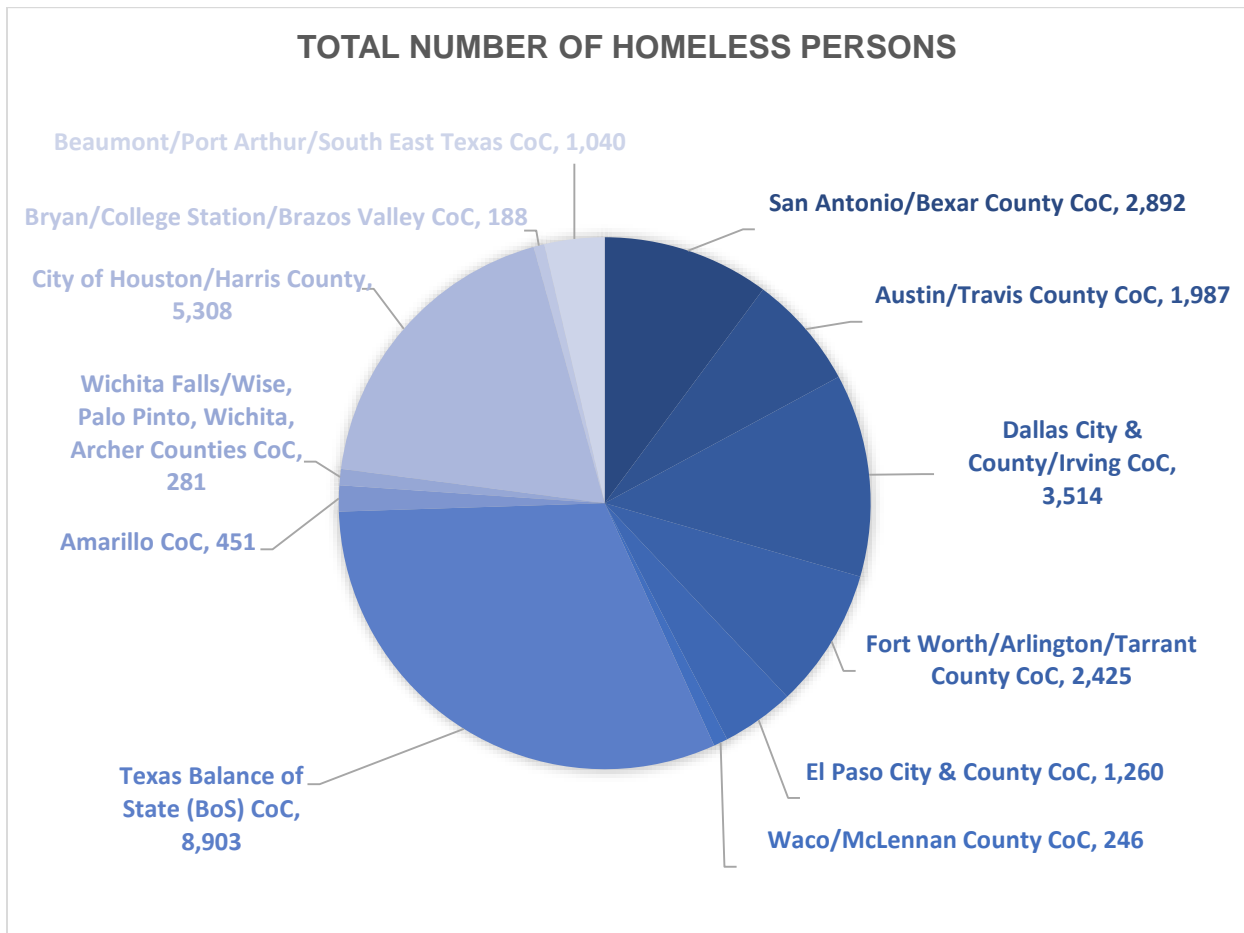 TOTAL NUMBER OF HOMELESS PERSONS
Beaumont/Port Arthur/South East Texas CoC, 1,040
Bryan/College Station/Brazos Valley CoC, 188
City of Houston/Harris County,
5,308
Wichita Falls/Wise,
Palo Pinto, Wichita,
Archer Counties CoC,
281
Amarillo CoC, 451
Texas Balance of
State (BoS) CoC,
8,903
San Antonio/Bexar County CoC, 2,892
Austin/Travis County CoC, 1,987
Dallas City &
County/Irving CoC,
3,514
Fort Worth/Arlington/Tarrant
County CoC, 2,425
El Paso City & County CoC, 1,260
Waco/McLennan County CoC, 246